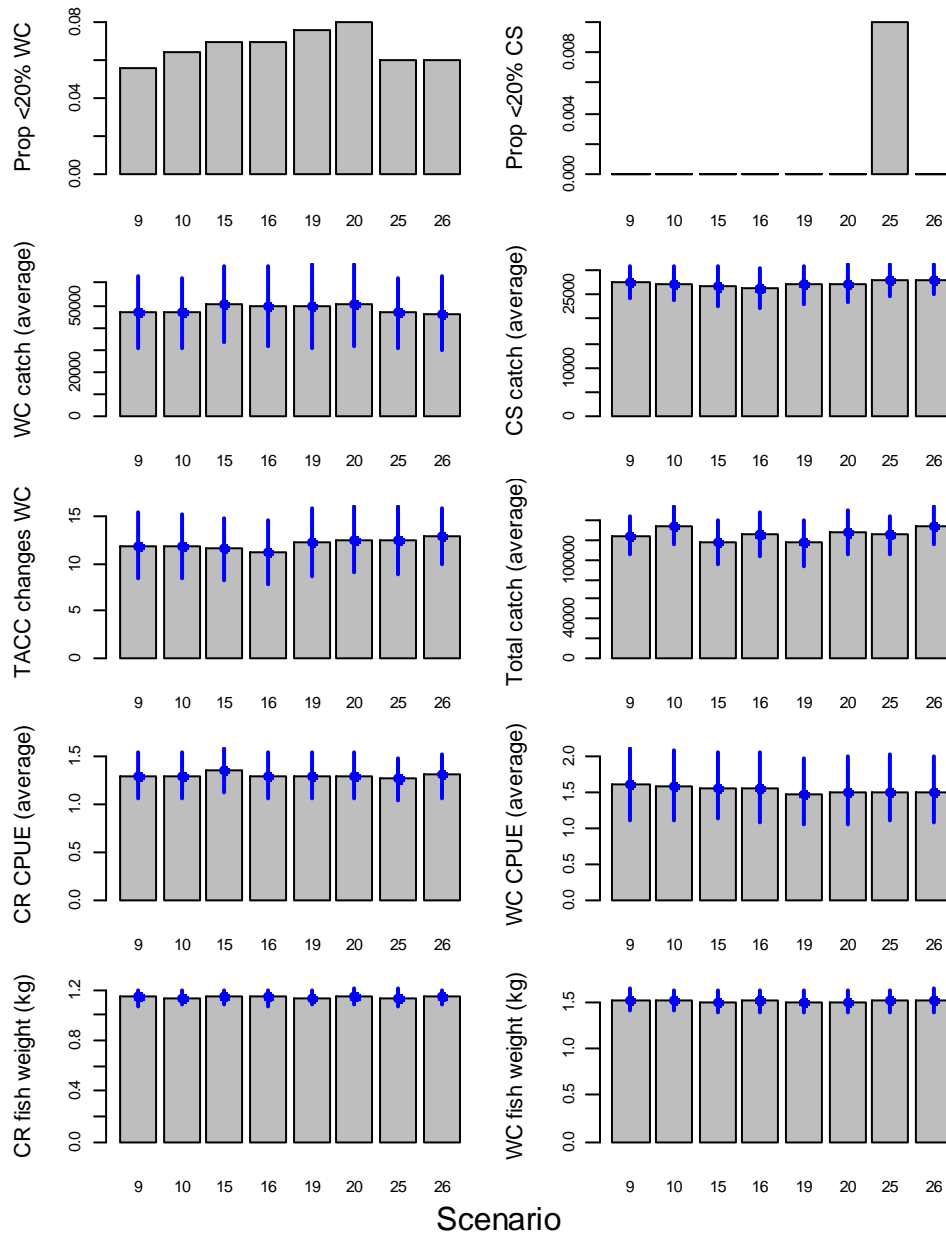 Prop <20% WC
0.00 0.04 0.08
9 10 15 16 19 20 25 26
Prop <20% CS
0.000 0.004 0.008
9 10 15 16 19 20 25 26
WC catch (average)
0 20000 50000
9 10 15 16 19 20 25 26
CS catch (average)
0 10000 25000
9 10 15 16 19 20 25 26
TACC changes WC
0 5 10 15
9 10 15 16 19 20 25 26
Total catch (average)
0 40000 100000
9 10 15 16 19 20 25 26
CR CPUE (average)
0.0 0.5 1.0 1.5
9 10 15 16 19 20 25 26
WC CPUE (average)
0.0 0.5 1.0 1.5 2.0
9 10 15 16 19 20 25 26
CR fish weight (kg)
0.0 0.4 0.8 1.2
9 10 15 16 19 20 25 26
WC fish weight (kg)
0.0 0.5 1.0 1.5
9 10 15 16 19 20 25 26
Scenario